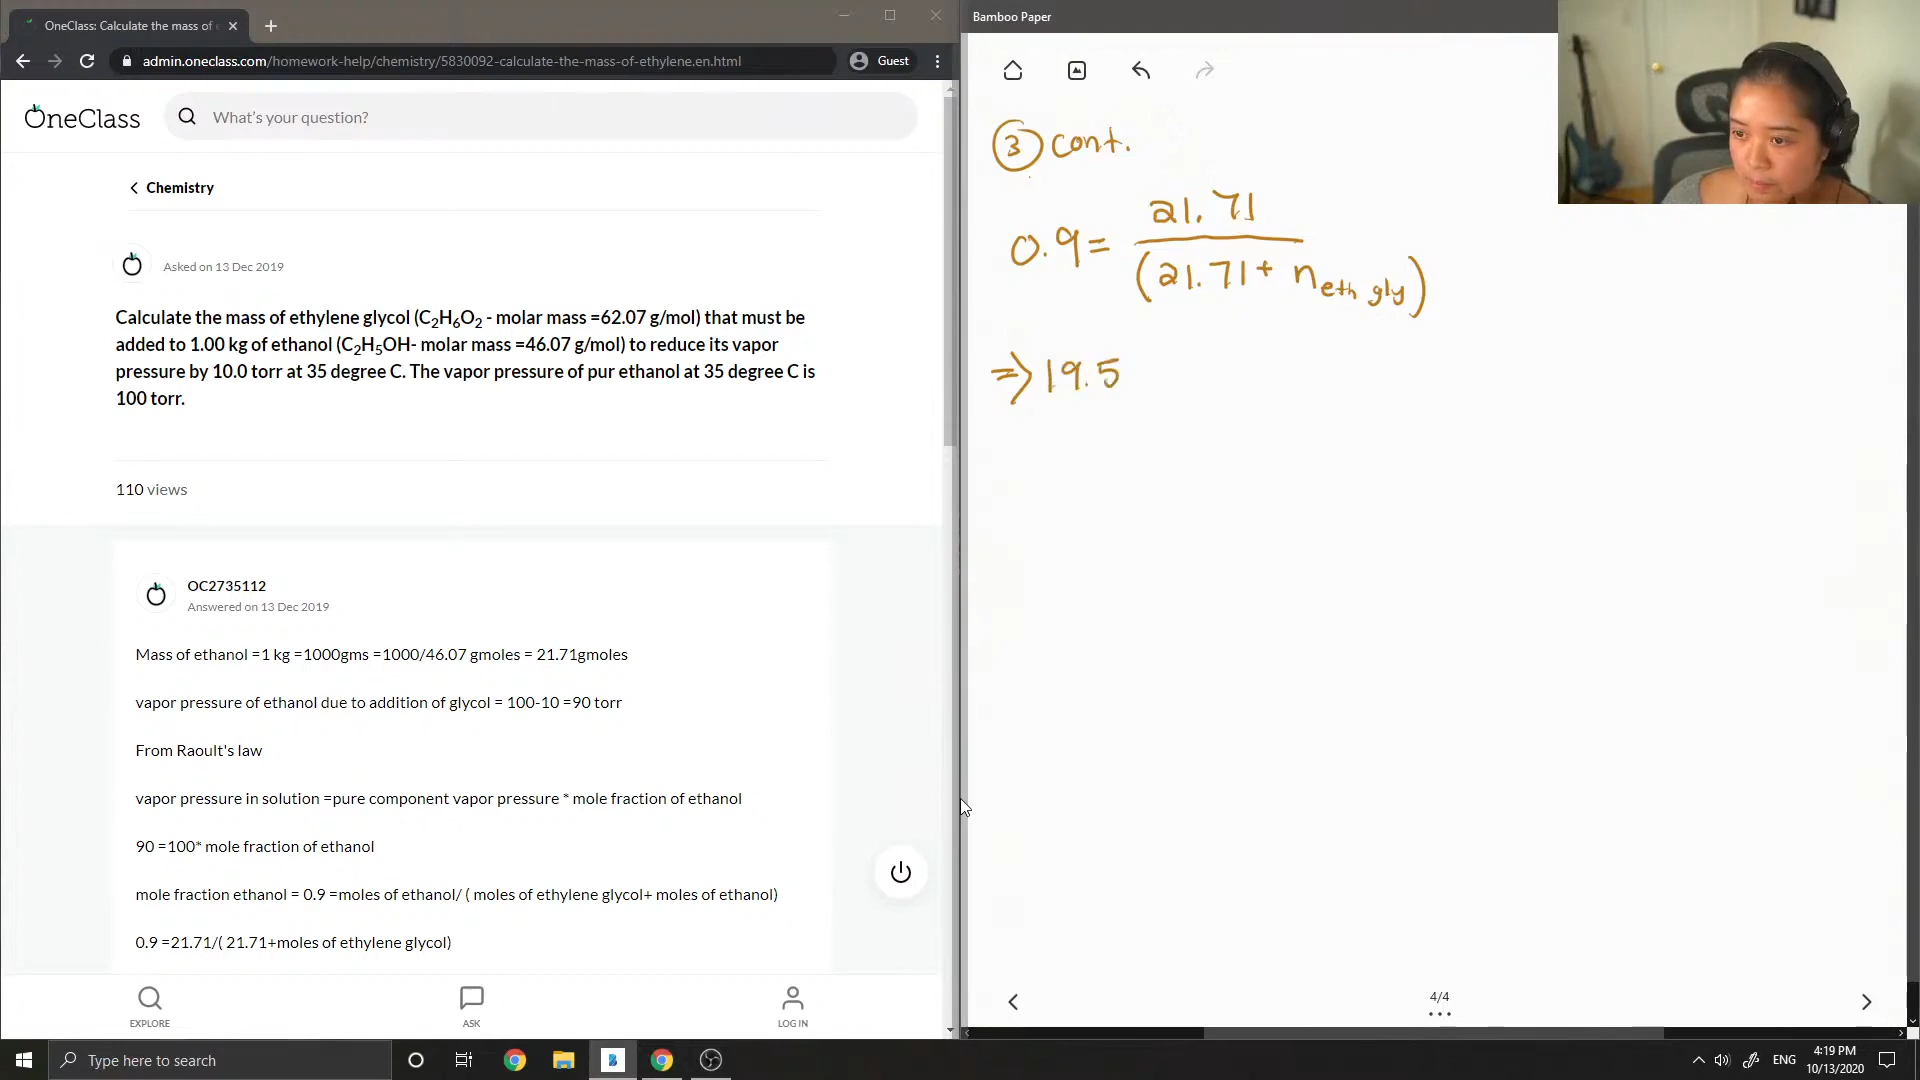 OneClass: Calculate the mass of
admin.oneclass.com/homework-help/chemistry/5830092-calculate-the-mass-of-ethylene.en.html
Guest
OneClass
What's your question?
Chemistry
Asked on 13 Dec 2019
Calculate the mass of ethylene glycol (C2H6O2 - molar mass =62.07 g/mol) that must be
added to 1.00 kg of ethanol (C2H5OH- molar mass =46.07 g/mol) to reduce its vapor
pressure by 10.0 torr at 35 degree C. The vapor pressure of pur ethanol at 35 degree C is
100 torr.
110 views
OC2735112
Answered on 13 Dec 2019
Mass of ethanol =1 kg =1000gms =1000/46.07 gmoles = 21.71gmoles
vapor pressure of ethanol due to addition of glycol = 100-10 =90 torr
From Raoult's law
vapor pressure in solution =pure component vapor pressure * mole fraction of ethanol
90 =100* mole fraction of ethanol
mole fraction ethanol = 0.9 =moles of ethanol/ ( moles of ethylene glycol+ moles of ethanol)
0.9 =21.71/( 21.71+moles of ethylene glycol)
EXPLORE
ASK
LOG IN
Bamboo Paper
3 cont.
21.71
0.9=
(21.71+ n eth gly)
⇒ 19.5
4/4
Type here to search
ENG
4:19 PM
10/13/2020